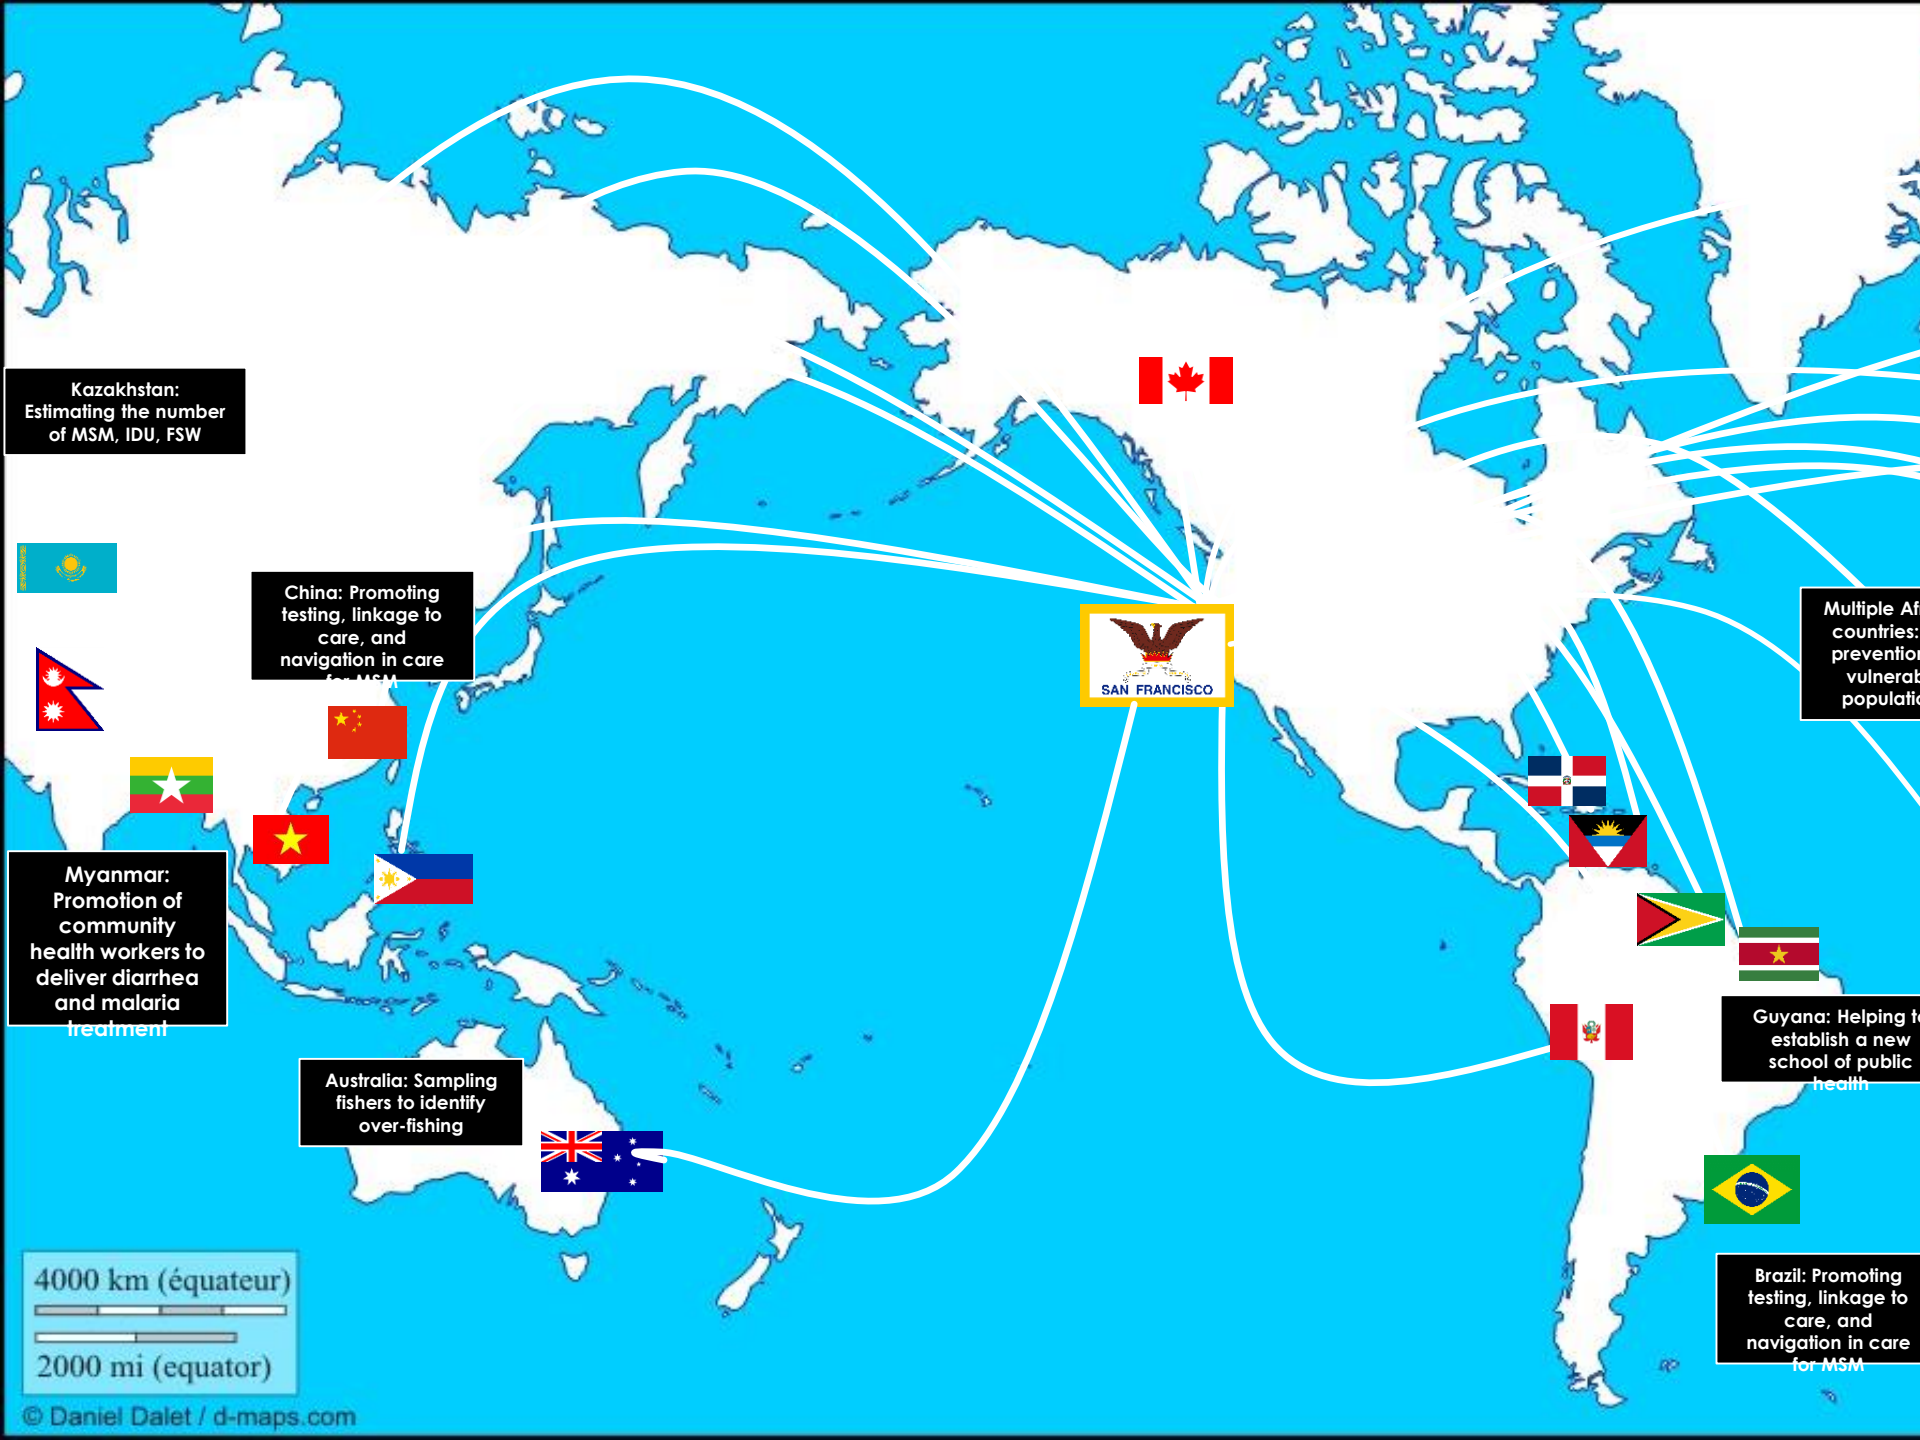 Kazakhstan:
Estimating the number
of MSM, IDU, FSW
China: Promoting
testing, linkage to
care, and
navigation in care
for MSM
SAN FRANCISCO
Multiple
countries:
Myanmar:
Promotion of
community
health workers to
deliver diarrhea
and malaria
treatment
Guyana: Helping
establish a new
school of public
health
Australia: Sampling
fishers to identify
over-fishing
Brazil: Promoting
testing, linkage to
care, and
navigation in care
for MSM
4000 km (équateur)
2000 mi (equator)
© Daniel Dalet / d-maps.com